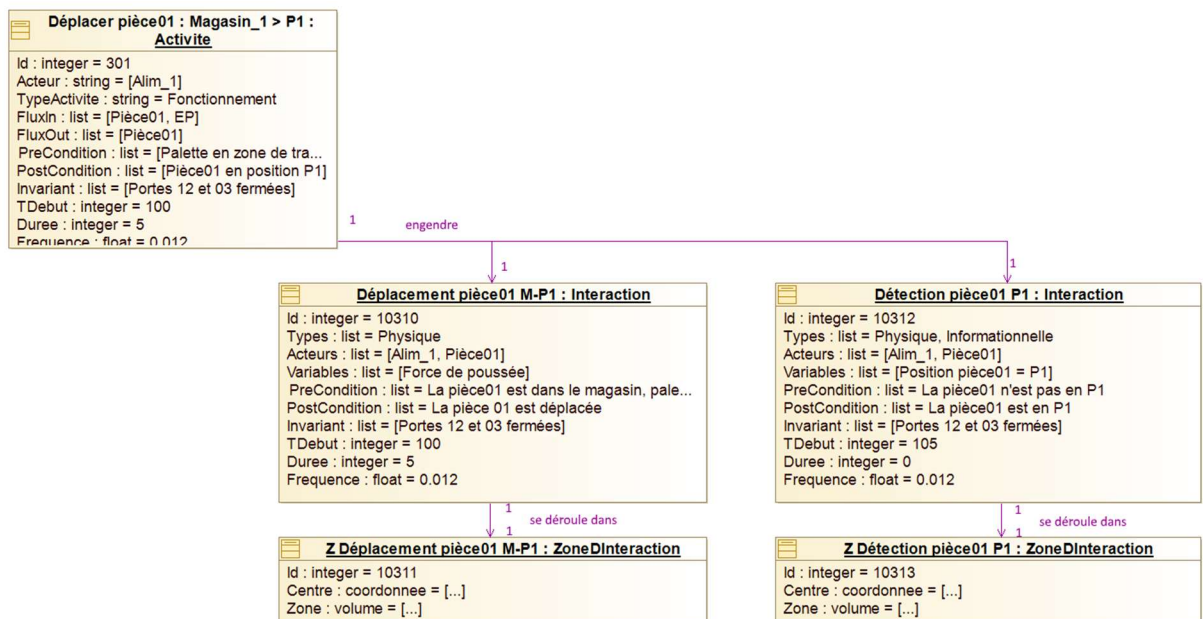 Déplacer pièce01 : Magasin_1 > P1 :
Activite
Id : integer = 301
Acteur : string = [Alim_1]
TypeActivite : string = Fonctionnement
FluxIn : list = [Pièce01, EP]
FluxOut : list = [Pièce01]
PreCondition : list = [Palette en zone de tra...
PostCondition : list = [Pièce01 en position P1]
Invariant : list = [Portes 12 et 03 fermées]
TDebut : integer = 100
Duree : integer = 5
Frequence : float = 0.012
1
engendre
1
1
Déplacement pièce01 M-P1 : Interaction
Id : integer = 10310
Types : list = Physique
Acteurs : list = [Alim_1, Pièce01]
Variables : list = [Force de poussée]
PreCondition : list = La pièce01 est dans le magasin, pale...
PostCondition : list = La pièce 01 est déplacée
Invariant : list = [Portes 12 et 03 fermées]
TDebut : integer = 100
Duree : integer = 5
Frequence : float = 0.012
Détection pièce01 P1 : Interaction
Id : integer = 10312
Types : list = Physique, Informationnelle
Acteurs : list = [Alim_1, Pièce01]
Variables : list = [Position pièce01 = P1]
PreCondition : list = La pièce01 n'est pas en P1
PostCondition : list = La pièce01 est en P1
Invariant : list = [Portes 12 et 03 fermées]
TDebut : integer = 105
Duree : integer = 0
Frequence : float = 0.012
1
se déroule dans
1
1
se déroule dans
1
Z Déplacement pièce01 M-P1 : ZoneDInteraction
Id : integer = 10311
Centre : coordonnee = [...]
Zone : volume = [...]
Z Détection pièce01 P1 : ZoneDInteraction
Id : integer = 10313
Centre : coordonnee = [...]
Zone : volume = [...]